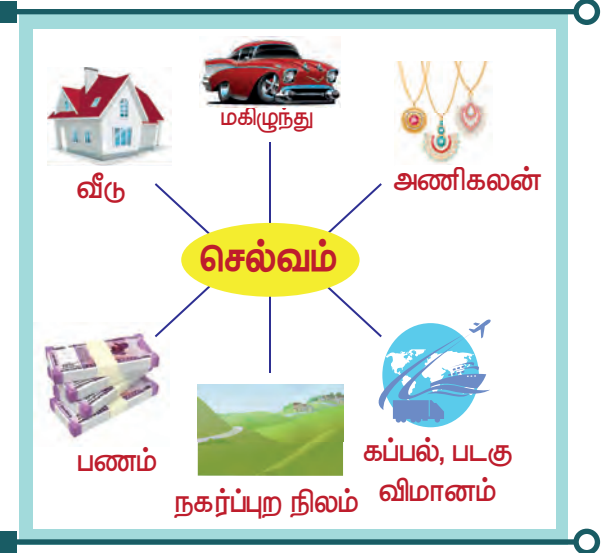 மகிழுந்து
வீடு
அணிகலன்
செல்வம்
பணம்
நகர்ப்புற நிலம்
கப்பல், படகு
விமானம்